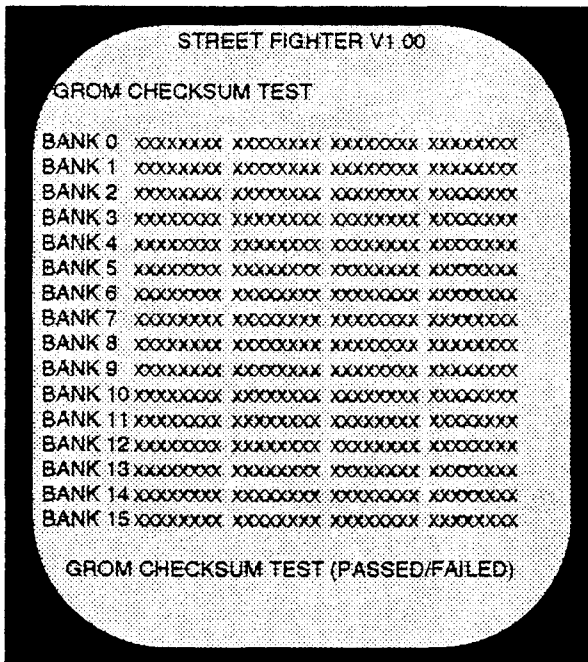 STREET FIGHTER V1.00
GROM CHECKSUM TEST
BANK 0 xxxxxxxx xxxxxxxx xxxxxxxx xxxxxxxx
BANK 1 xxxxxxxx xxxxxxxx xxxxxxxx xxxxxxxx
BANK 2 xxxxxxxx xxxxxxxx xxxxxxxx xxxxxxxx
BANK 3 xxxxxxxx xxxxxxxx xxxxxxxx xxxxxxxx
BANK 4 xxxxxxxx xxxxxxxx xxxxxxxx xxxxxxxx
BANK 5 xxxxxxxx xxxxxxxx xxxxxxxx xxxxxxxx
BANK 6 xxxxxxxx xxxxxxxx xxxxxxxx xxxxxxxx
BANK 7 xxxxxxxx xxxxxxxx xxxxxxxx xxxxxxxx
BANK 8 xxxxxxxx xxxxxxxx xxxxxxxx xxxxxxxx
BANK 9 xxxxxxxx xxxxxxxx xxxxxxxx xxxxxxxx
BANK 10 xxxxxxxx xxxxxxxx xxxxxxxx xxxxxxxx
BANK 11 xxxxxxxx xxxxxxxx xxxxxxxx xxxxxxxx
BANK 12 xxxxxxxx xxxxxxxx xxxxxxxx xxxxxxxx
BANK 13 xxxxxxxx xxxxxxxx xxxxxxxx xxxxxxxx
BANK 14 xxxxxxxx xxxxxxxx xxxxxxxx xxxxxxxx
BANK 15 xxxxxxxx xxxxxxxx xxxxxxxx xxxxxxxx
GROM CHECKSUM TEST (PASSED/FAILED)